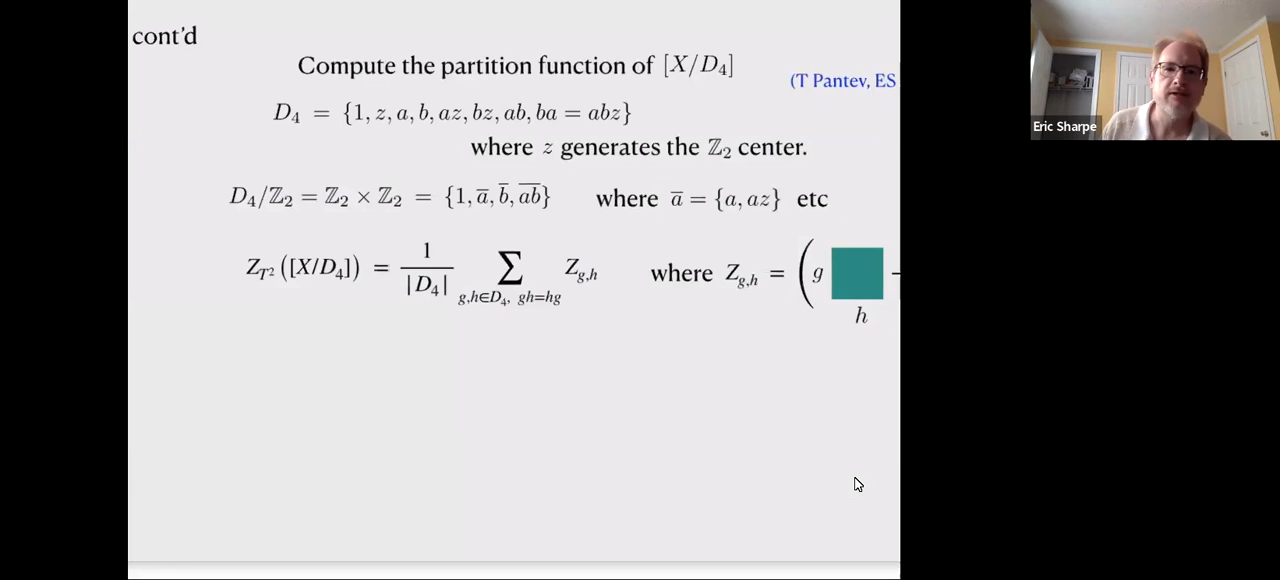 cont'd
Compute the partition function of [X/D₄]
(T Pantev, ES
D₄ = {1, z, a, b, az, bz, ab, ba = abz}
where z generates the ℤ₂ center.
D₄/ℤ₂ = ℤ₂ × ℤ₂ = {1, a̅, b̅, a̅b̅} where a̅ = {a, az} etc
Z_{T²}([X/D₄]) = 1/|D₄| ∑_{g,h∈D₄, gh=hg} Z_{g,h} where Z_{g,h} = (g
h
Eric Sharpe